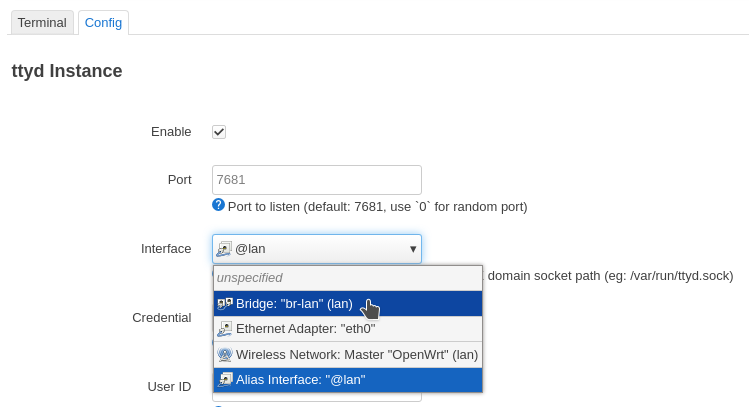 Terminal
Config
ttyd Instance
Enable
Port
7681
Port to listen (default: 7681, use `0` for random port)
Interface
@lan
domain socket path (eg: /var/run/ttyd.sock)
unspecified
Bridge: "br-lan" (lan)
Credential
Ethernet Adapter: "eth0"
Wireless Network: Master "OpenWrt" (lan)
Alias Interface: "@lan"
User ID